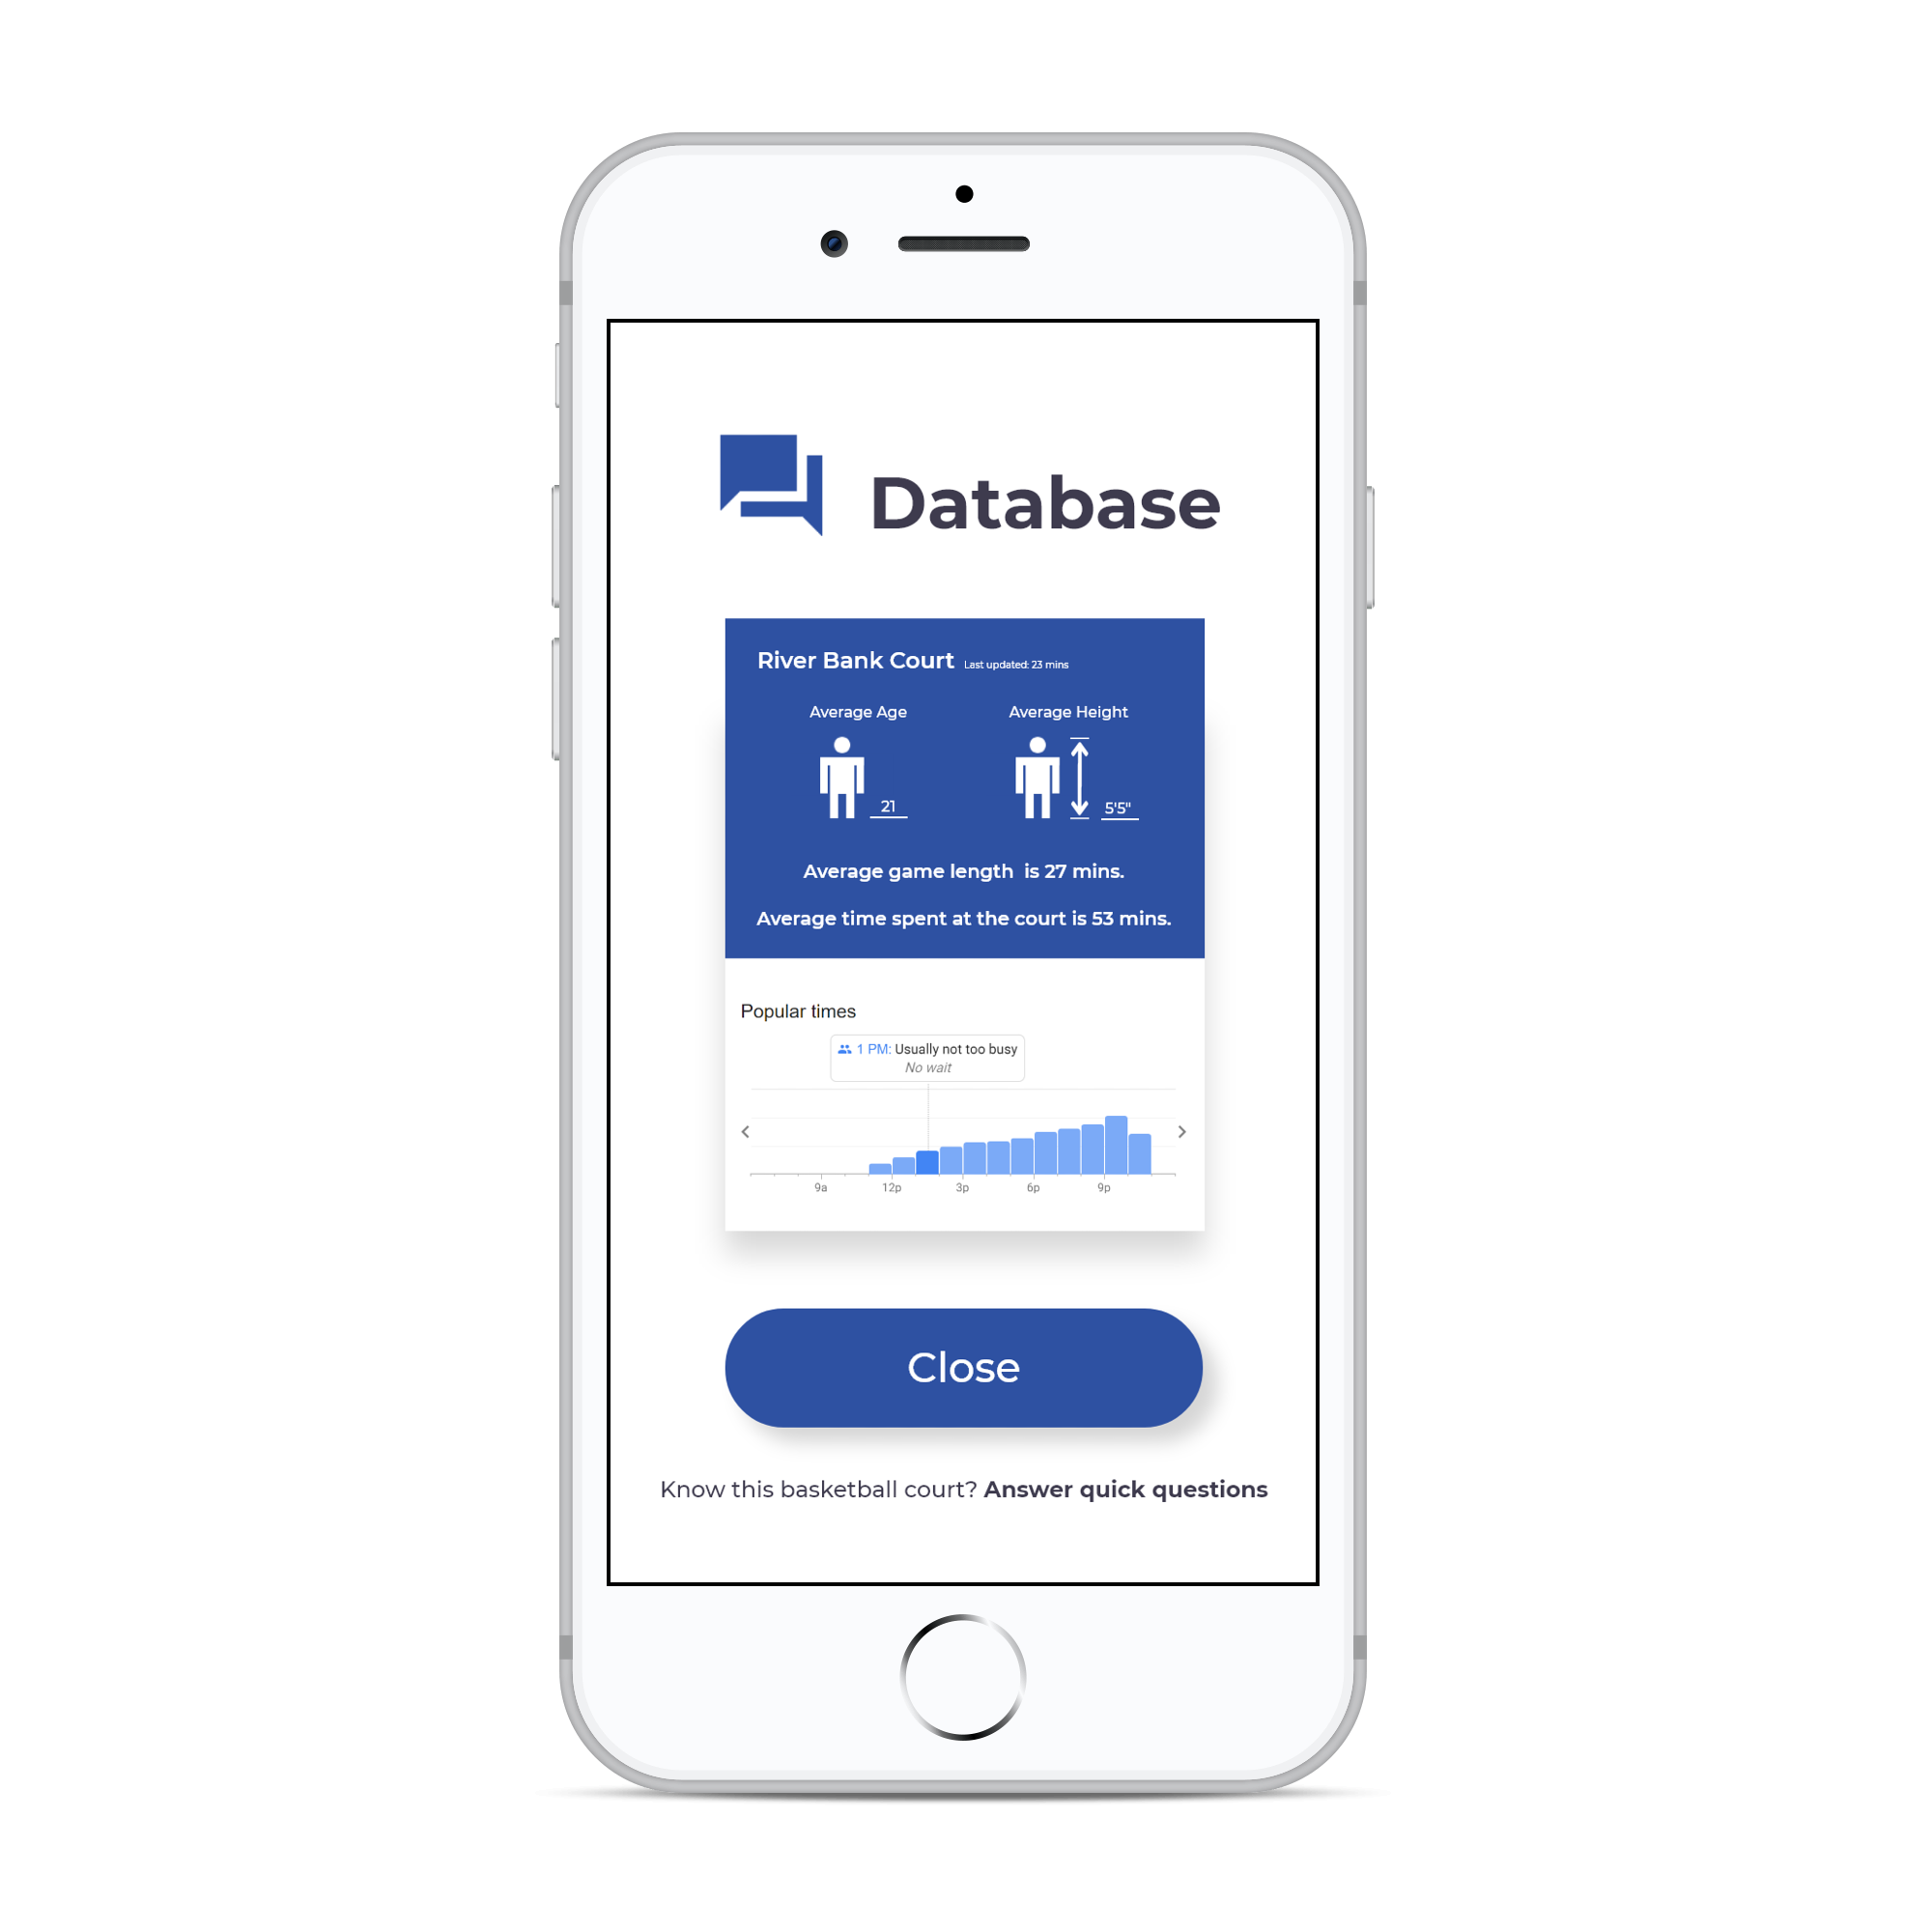 Database
River Bank Court Last updated: 23 mins
Average Age Average Height
21 5'5"
Average game length is 27 mins.
Average time spent at the court is 53 mins.
Popular times
1 PM: Usually not too busy
No wait
9a 12p 3p 6p 9p
Close
Know this basketball court? Answer quick questions